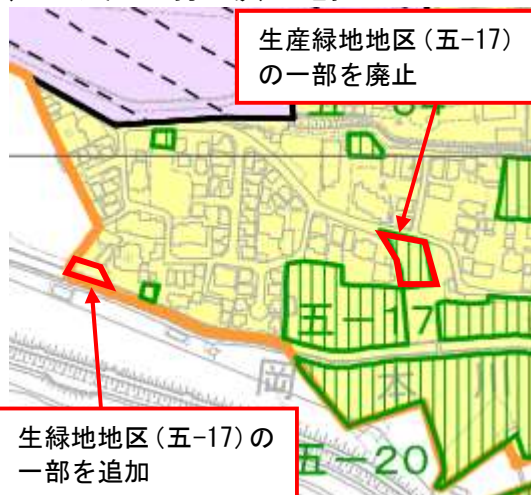 生産緑地地区(五-17)
の一部を廃止
五-17
岡本
五-20
生緑地地区(五-17)の
一部を追加